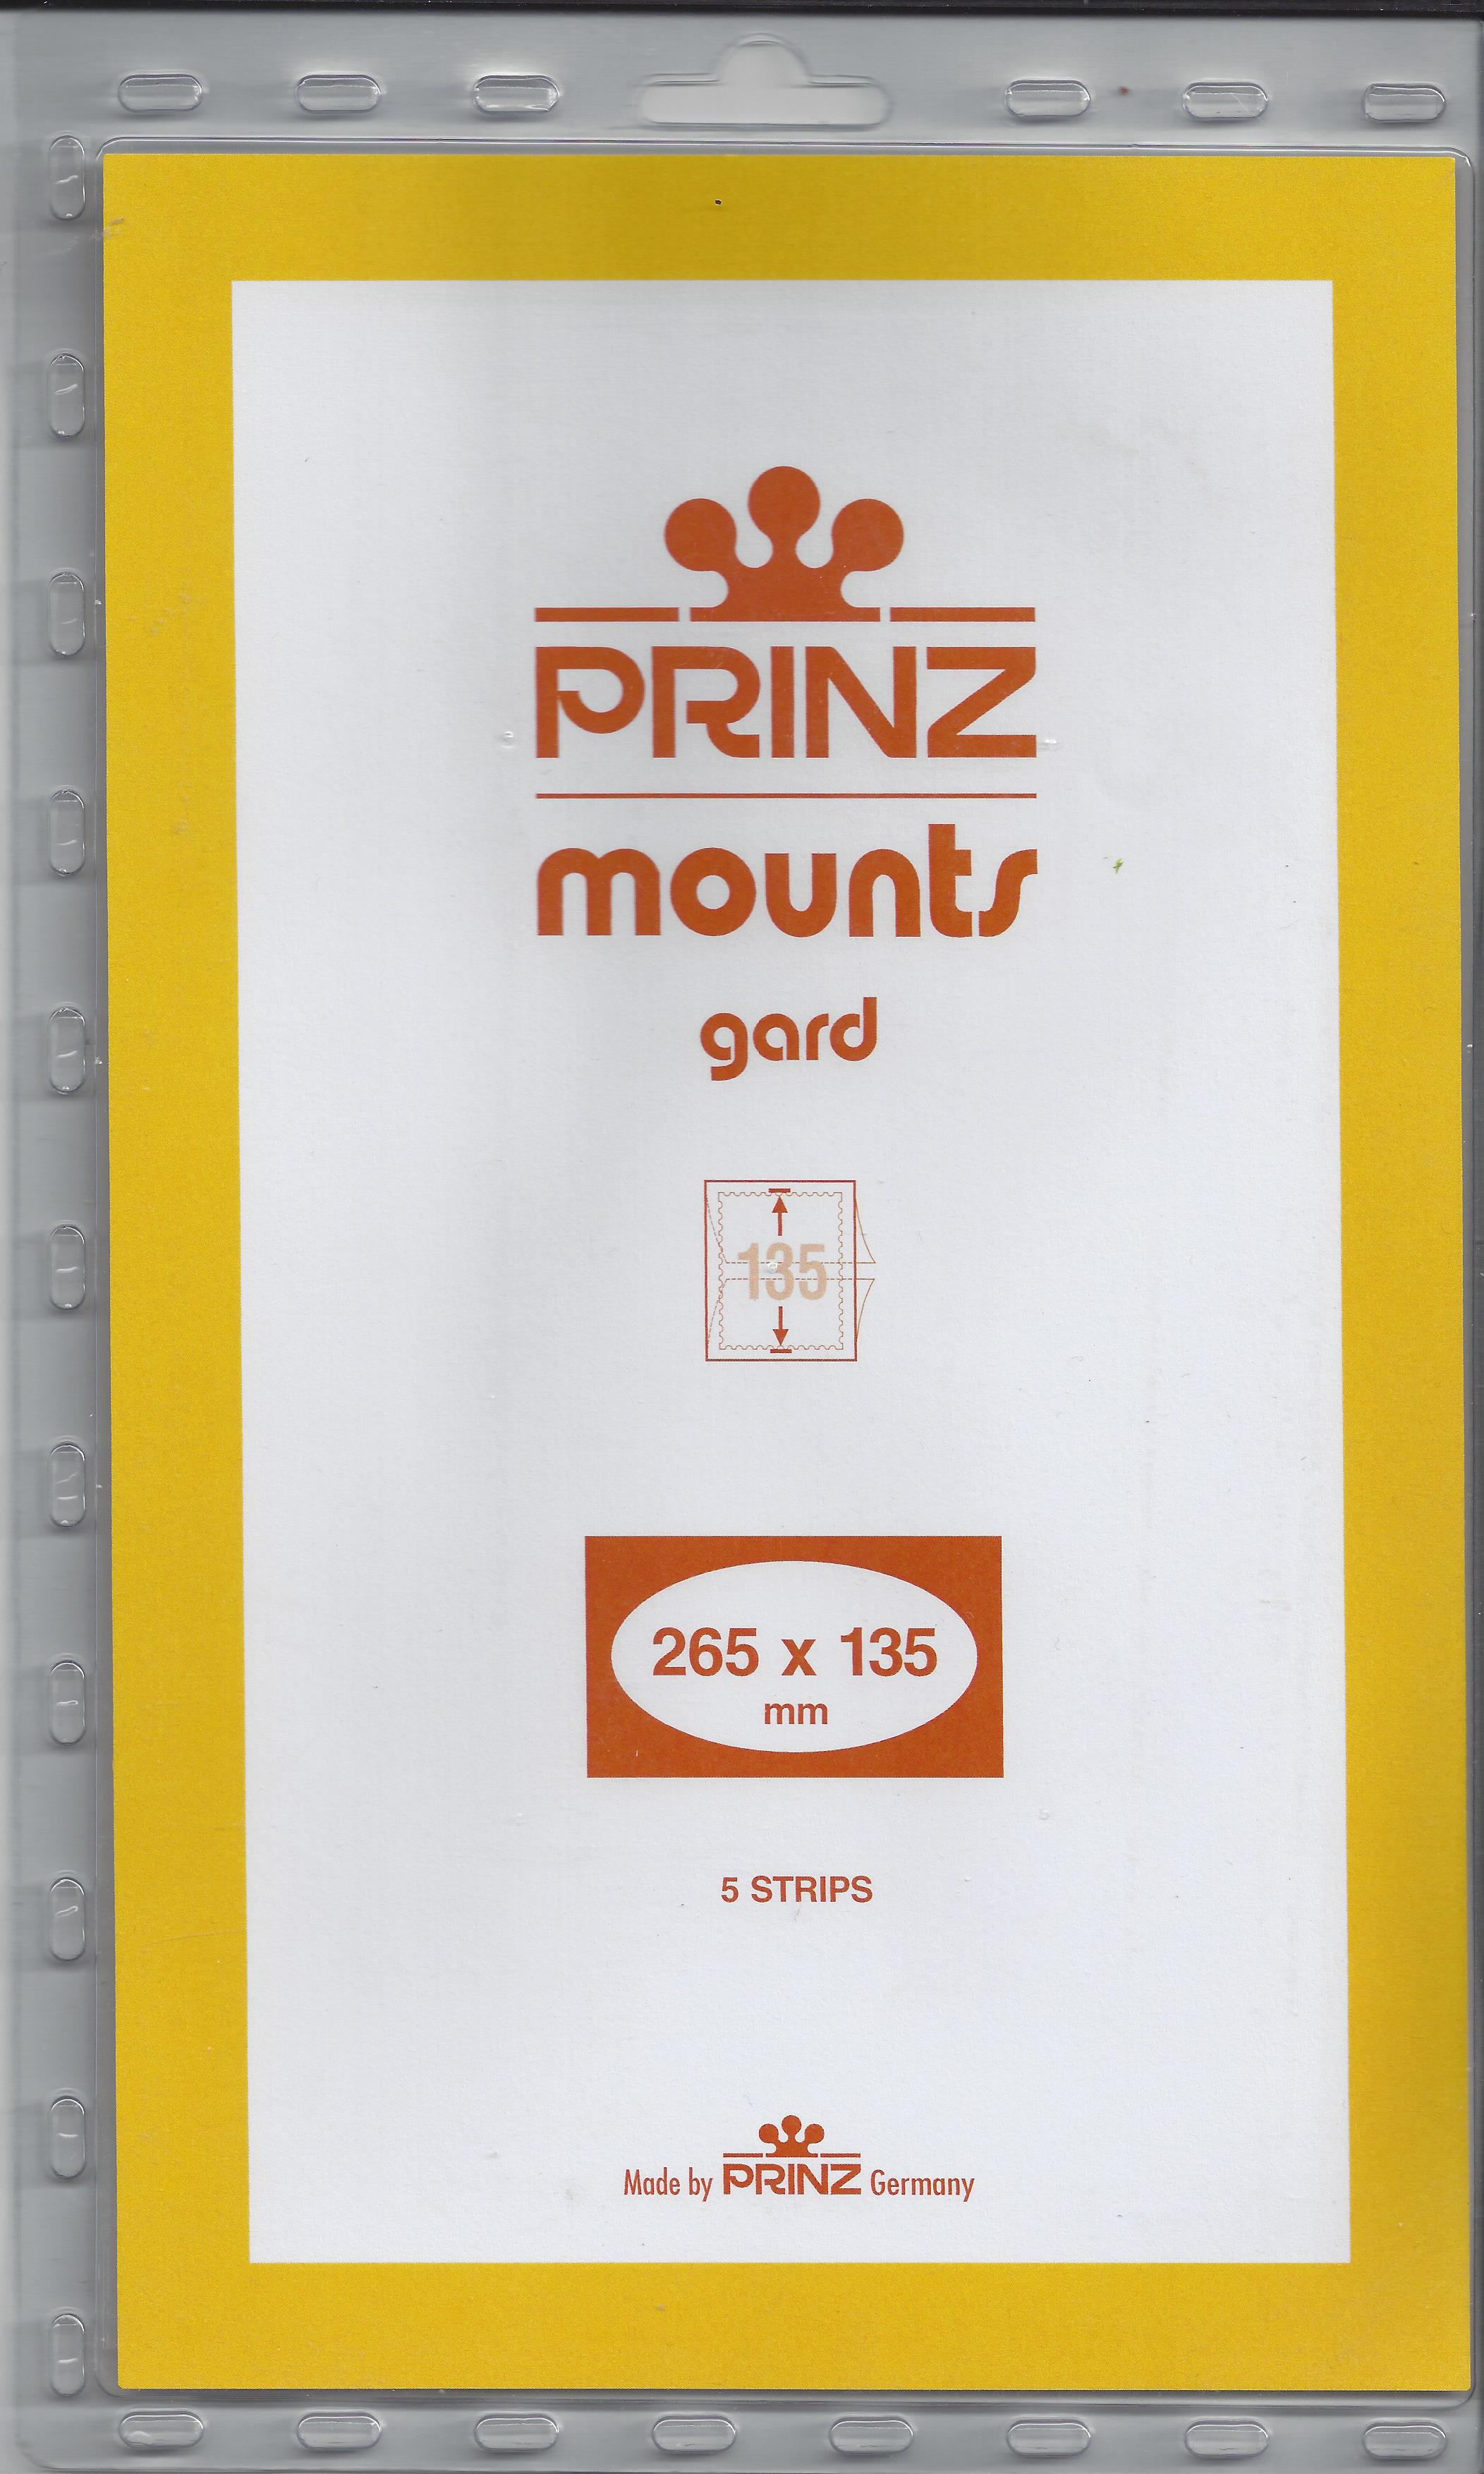 PRINZ
mounts
gard
135
265 x 135
mm
5 STRIPS
Made by PRINZ Germany